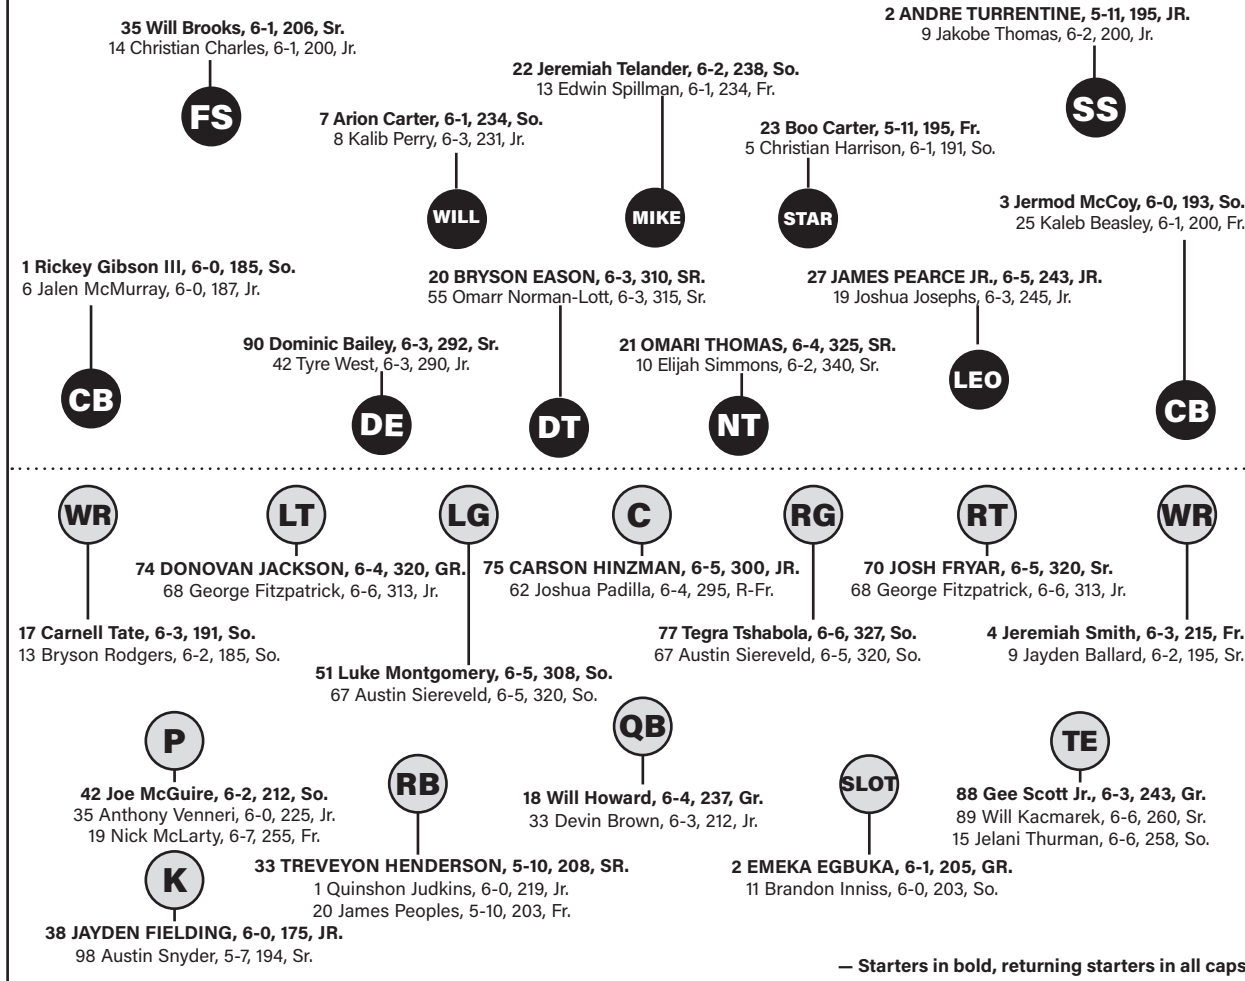 35 Will Brooks, 6-1, 206, Sr.
14 Christian Charles, 6-1, 200, Jr.
FS
2 ANDRE TURRENTINE, 5-11, 195, JR.
9 Jakobe Thomas, 6-2, 200, Jr.
SS
22 Jeremiah Telander, 6-2, 238, So.
13 Edwin Spillman, 6-1, 234, Fr.
MIKE
7 Arion Carter, 6-1, 234, So.
8 Kalib Perry, 6-3, 231, Jr.
WILL
23 Boo Carter, 5-11, 195, Fr.
5 Christian Harrison, 6-1, 191, So.
STAR
3 Jermod McCoy, 6-0, 193, So.
25 Kaleb Beasley, 6-1, 200, Fr.
CB
1 Rickey Gibson III, 6-0, 185, So.
6 Jalen McMurray, 6-0, 187, Jr.
CB
20 BRYSON EASON, 6-3, 310, SR.
55 Omarr Norman-Lott, 6-3, 315, Sr.
DT
27 JAMES PEARCE JR., 6-5, 243, JR.
19 Joshua Josephs, 6-3, 245, Jr.
LEO
90 Dominic Bailey, 6-3, 292, Sr.
42 Tyre West, 6-3, 290, Jr.
DE
21 OMARI THOMAS, 6-4, 325, SR.
10 Elijah Simmons, 6-2, 340, Sr.
NT
WR
17 Carnell Tate, 6-3, 191, So.
13 Bryson Rodgers, 6-2, 185, So.
LT
74 DONOVAN JACKSON, 6-4, 320, GR.
68 George Fitzpatrick, 6-6, 313, Jr.
LG
51 Luke Montgomery, 6-5, 308, So.
67 Austin Siereveld, 6-5, 320, So.
C
75 CARSON HINZMAN, 6-5, 300, JR.
62 Joshua Padilla, 6-4, 295, R-Fr.
RG
77 Tegra Tshabola, 6-6, 327, So.
67 Austin Siereveld, 6-5, 320, So.
RT
70 JOSH FRYAR, 6-5, 320, Sr.
68 George Fitzpatrick, 6-6, 313, Jr.
WR
4 Jeremiah Smith, 6-3, 215, Fr.
9 Jayden Ballard, 6-2, 195, Sr.
P
42 Joe McGuire, 6-2, 212, So.
35 Anthony Venneri, 6-0, 225, Jr.
19 Nick McLarty, 6-7, 255, Fr.
RB
33 TREVEYON HENDERSON, 5-10, 208, SR.
1 Quinshon Judkins, 6-0, 219, Jr.
20 James Peoples, 5-10, 203, Fr.
QB
18 Will Howard, 6-4, 237, Gr.
33 Devin Brown, 6-3, 212, Jr.
SLOT
2 EMEKA EGBUKA, 6-1, 205, GR.
11 Brandon Inniss, 6-0, 203, So.
TE
88 Gee Scott Jr., 6-3, 243, Gr.
89 Will Kacmarek, 6-6, 260, Sr.
15 Jelani Thurman, 6-6, 258, So.
K
38 JAYDEN FIELDING, 6-0, 175, JR.
98 Austin Snyder, 5-7, 194, Sr.
— Starters in bold, returning starters in all caps